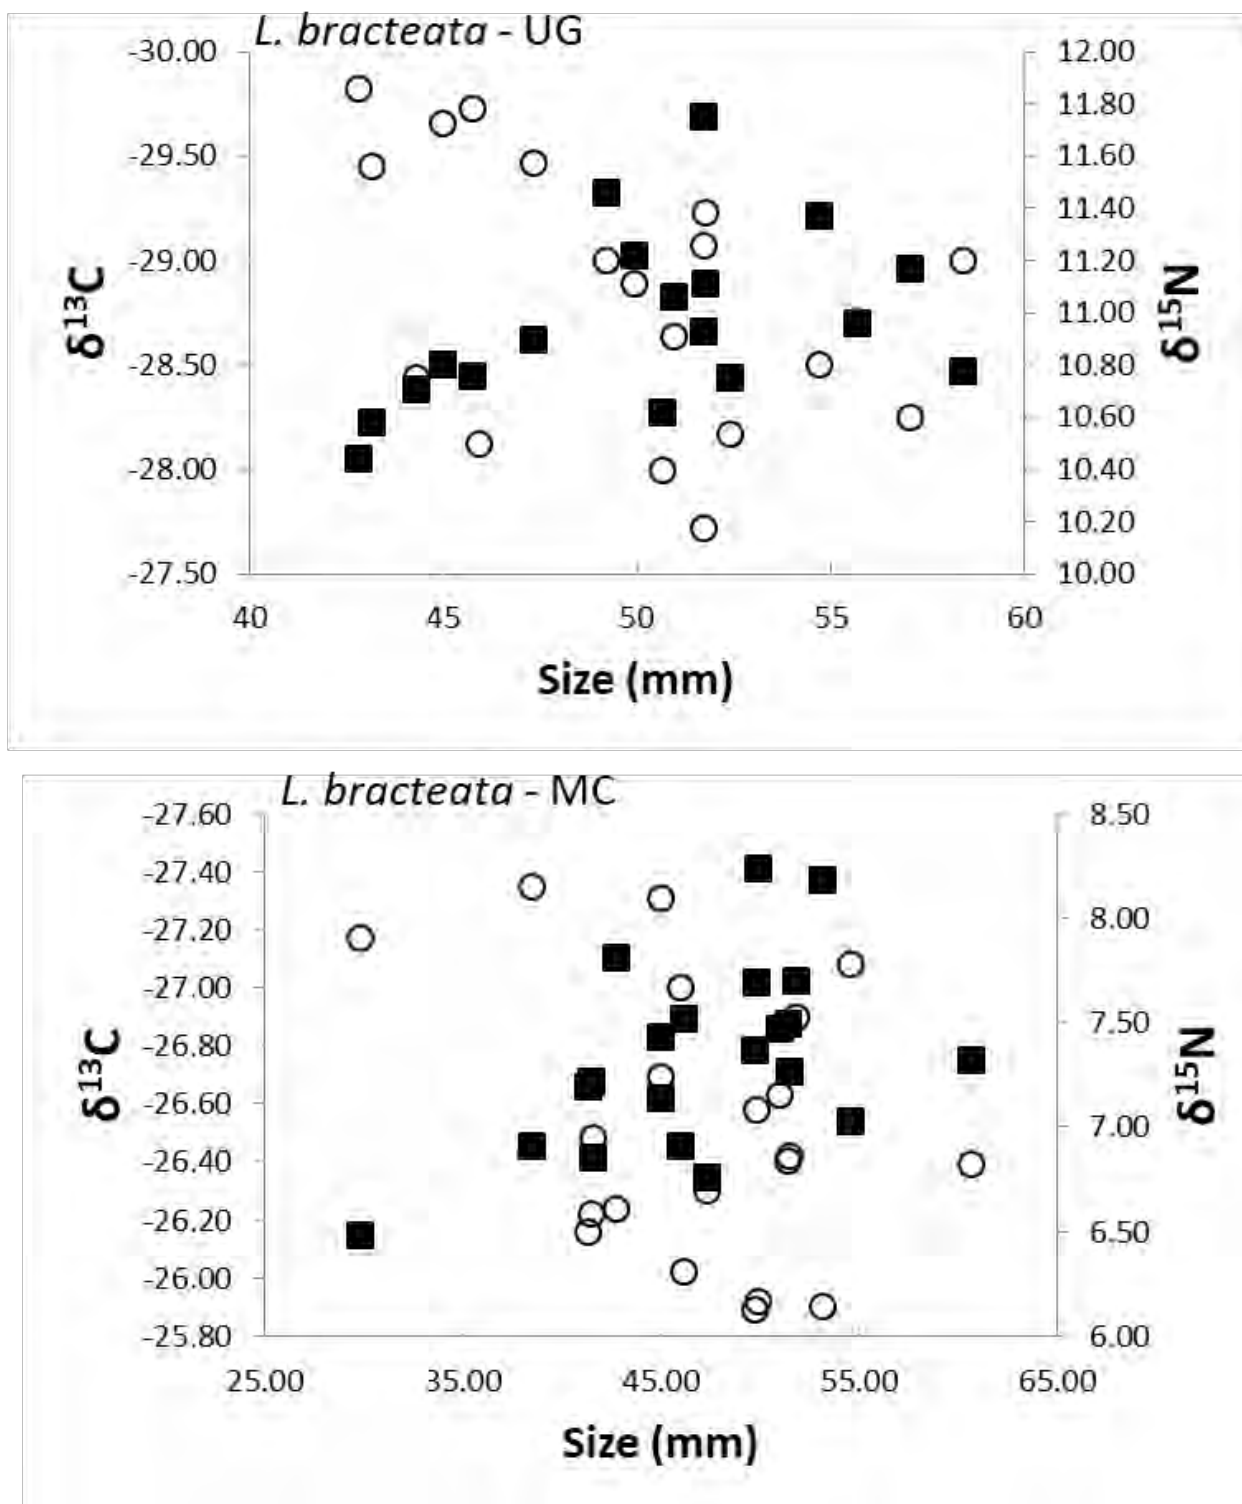 L. bracteata - UG
-30.00 12.00
11.80
-29.50 11.60
11.40
-29.00 11.20
11.00
-28.50 10.80
10.60
-28.00 10.40
10.20
-27.50 10.00
δ13C
δ15N
40 45 50 55 60
Size (mm)
L. bracteata - MC
-27.60 8.50
-27.40
-27.20 8.00
-27.00
-26.80 7.50
-26.60
-26.40 7.00
-26.20 6.50
-26.00
-25.80 6.00
δ13C
δ15N
25.00 35.00 45.00 55.00 65.00
Size (mm)